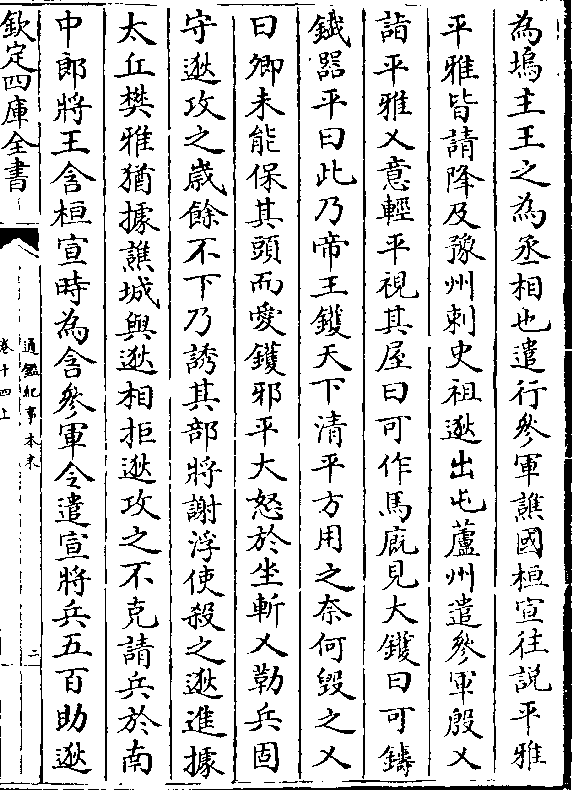 為塢主王之為丞相也遣行參軍譙國桓宣往說平雅
平雅皆請降及豫州刺史祖逖出屯蘆州遣參軍殷乂
詣平雅乂意輕平視其屋曰可作馬廐見大鑊曰可鑄
鐵器平曰此乃帝王鑊天下清平方用之奈何毀之乂
曰卿未能保其頭而愛鑊邪平大怒於坐斬乂勒兵固
守逖攻之歲餘不下乃誘其部將謝浮使殺之逖進據
太丘樊雅猶據譙城與逖相拒逖攻之不克請兵於南
中郎將王含桓宣時為含參軍含遣宣將兵五百助逖
欽定四庫全書
通鑑紀事本末
卷十四上
二